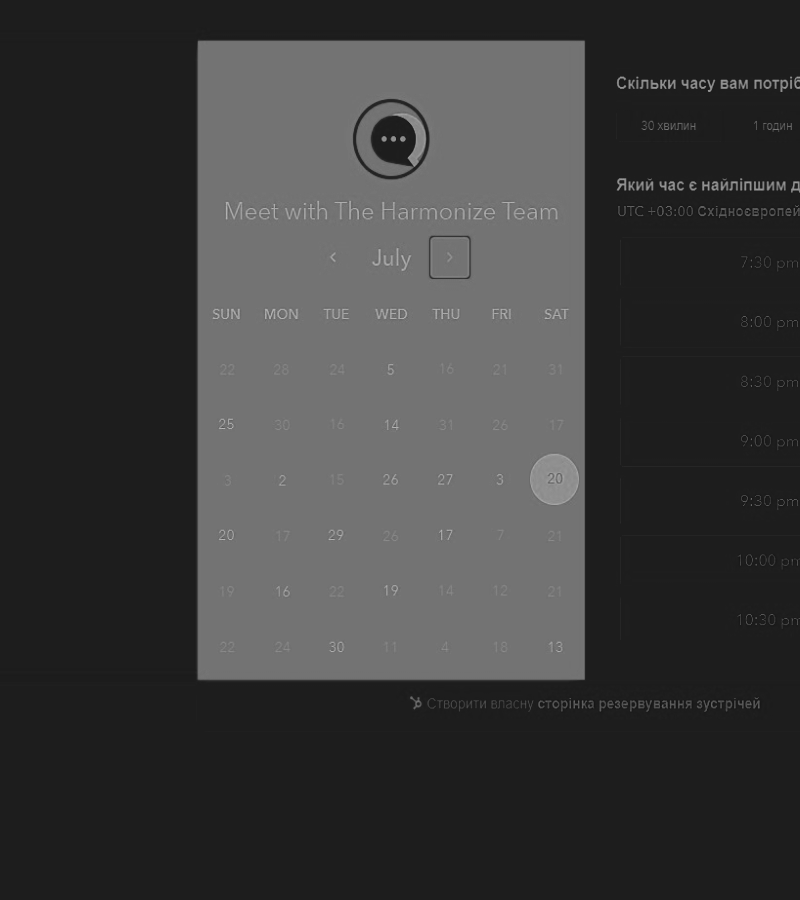 Meet with The Harmonize Team
July
SUN MON TUE WED THU FRI SAT
22 28 24 5 16 21 31
25 30 16 14 31 26 17
3 2 15 26 27 3 20
20 17 29 26 17 7 21
19 16 22 19 14 12 21
22 24 30 11 4 18 13
Скільки часу вам
30 хвилин 1 годин
Який час є найліпшим
UTC +03:00
7:30 pm
8:00 pm
8:30 pm
9:00 pm
9:30 pm
10:00 pm
10:30 pm
Створити власну сторінка резервування зустрічей